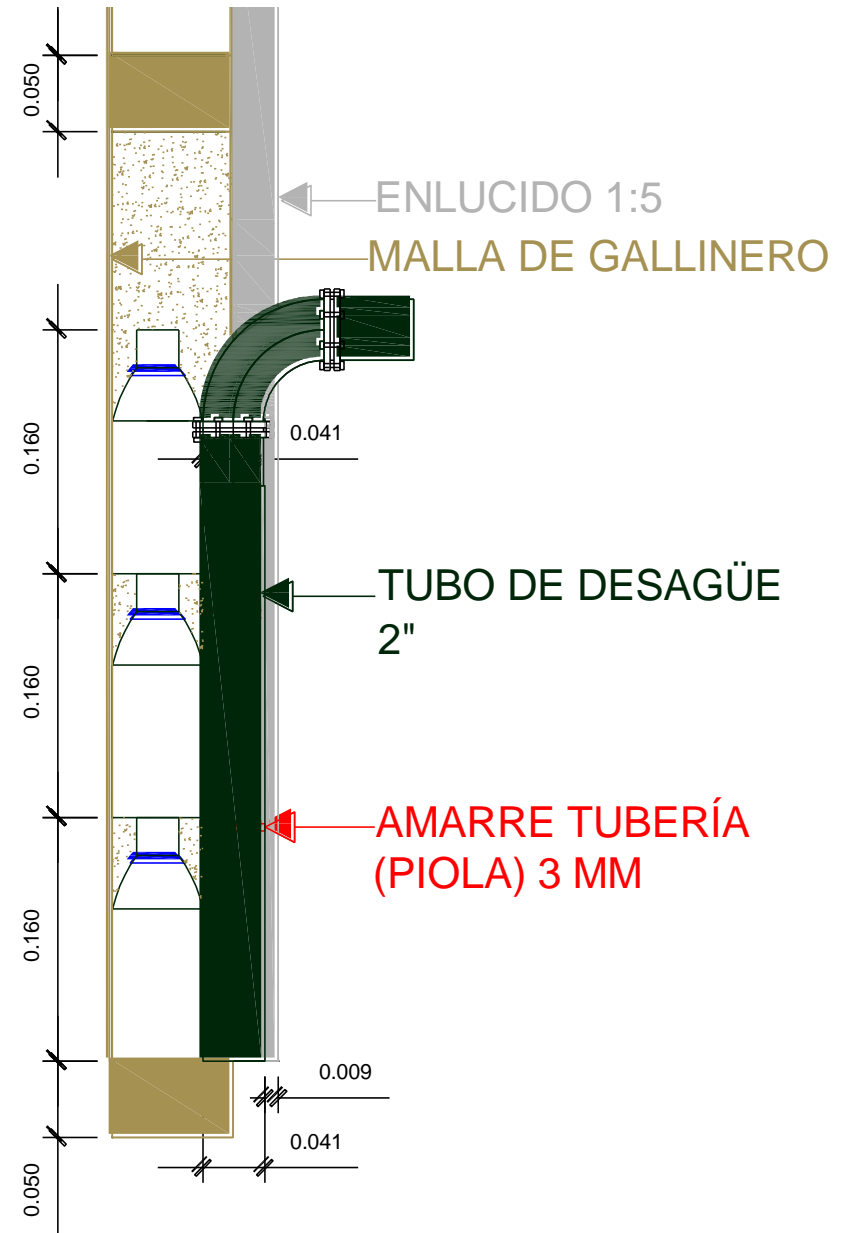 0.050
ENLUCIDO 1:5
MALLA DE GALLINERO
0.160
0.041
TUBO DE DESAGÜE
2"
0.160
AMARRE TUBERÍA
(PIOLA) 3 MM
0.160
0.009
0.041
0.050